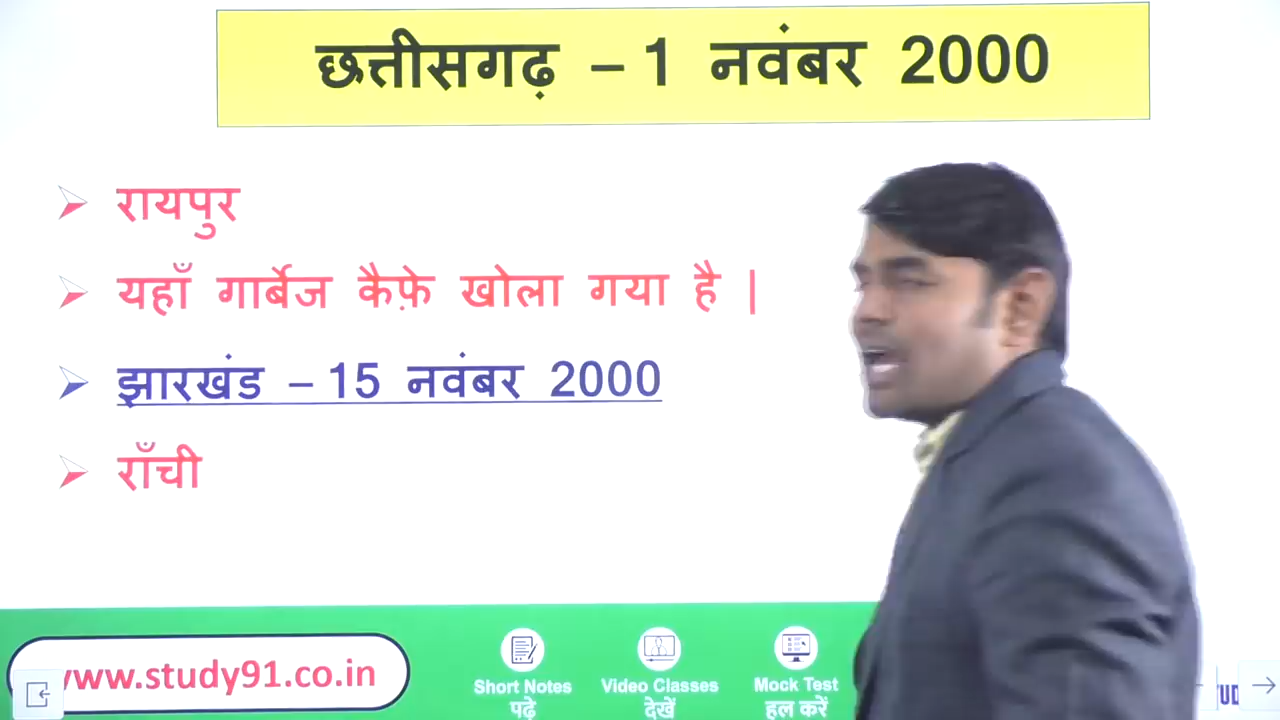 छत्तीसगढ़ – 1 नवंबर 2000
रायपुर
यहाँ गार्बेज कैफ़े खोला गया है |
झारखंड – 15 नवंबर 2000
राँची
www.study91.co.in
Short Notes
पढ़े
Video Classes
देखें
Mock Test
हल करें